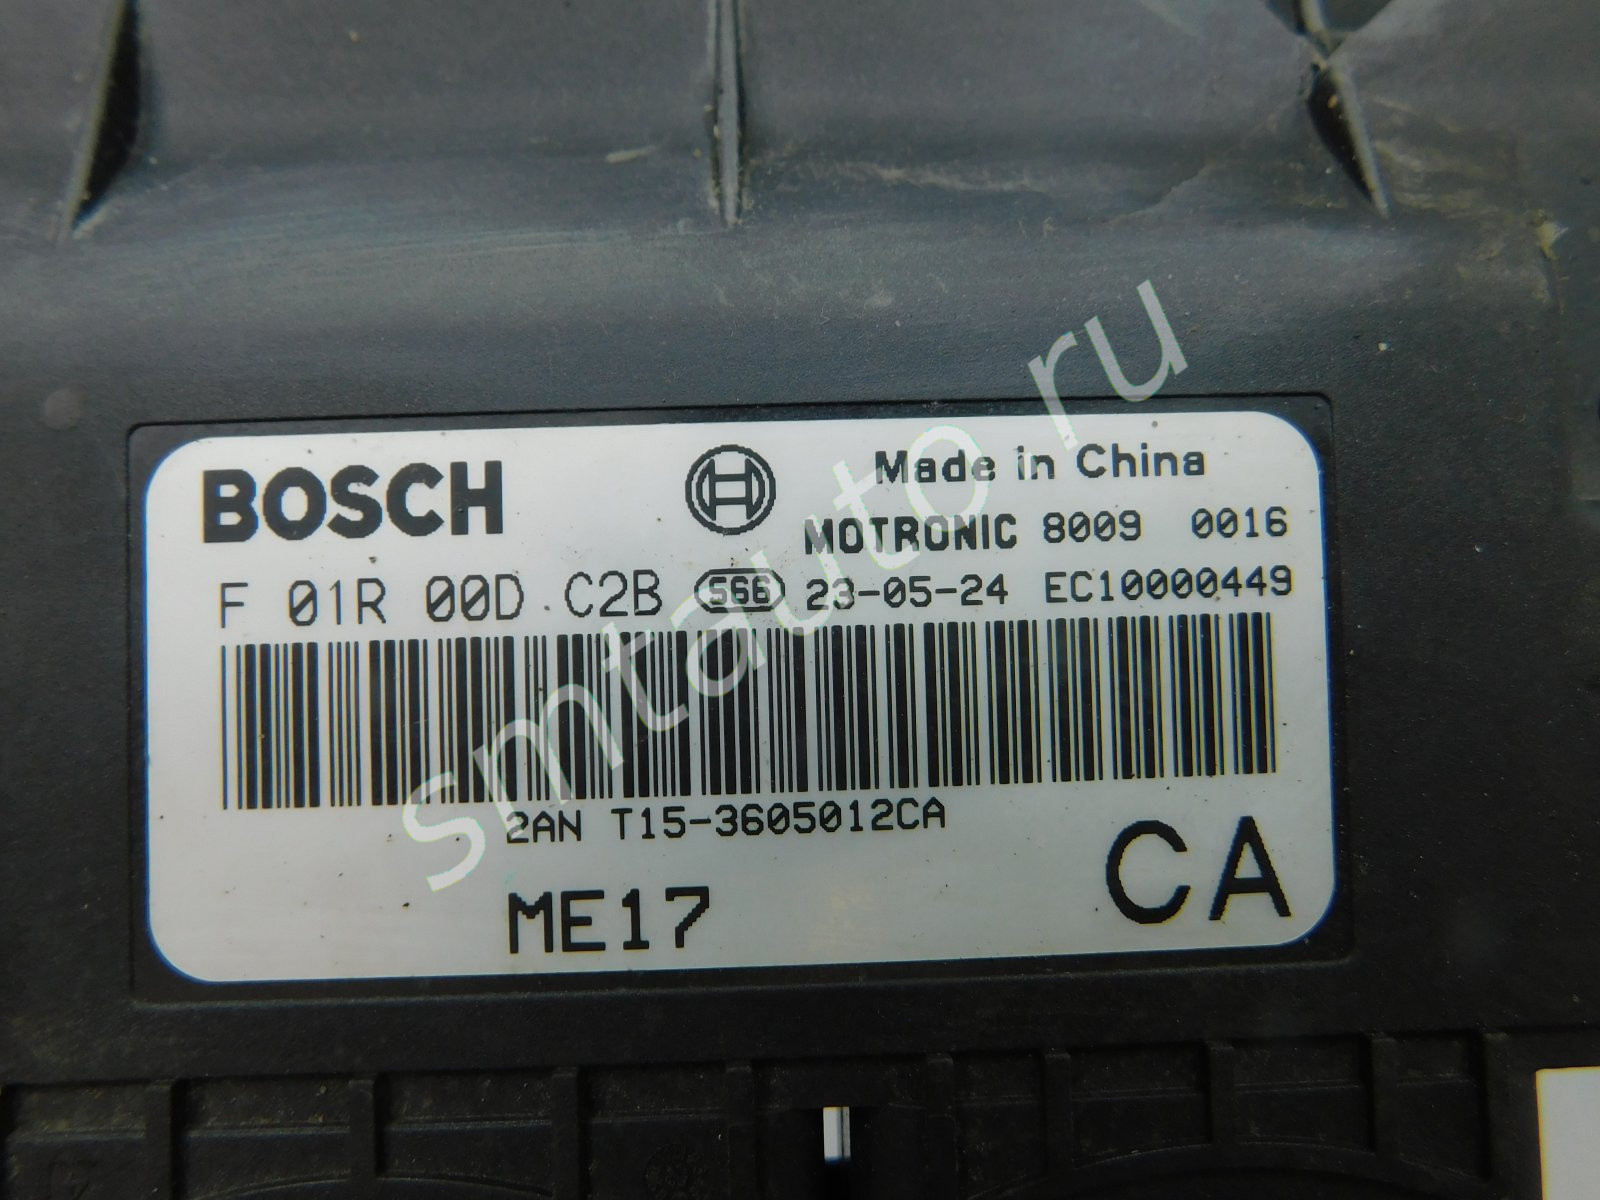 BOSCH
Made in China
MOTRONIC 8009 0016
F 01R 00D C2B 566 23-05-24 EC10000449
2AN T15-3605012CA
ME17
CA
smtauto.ru